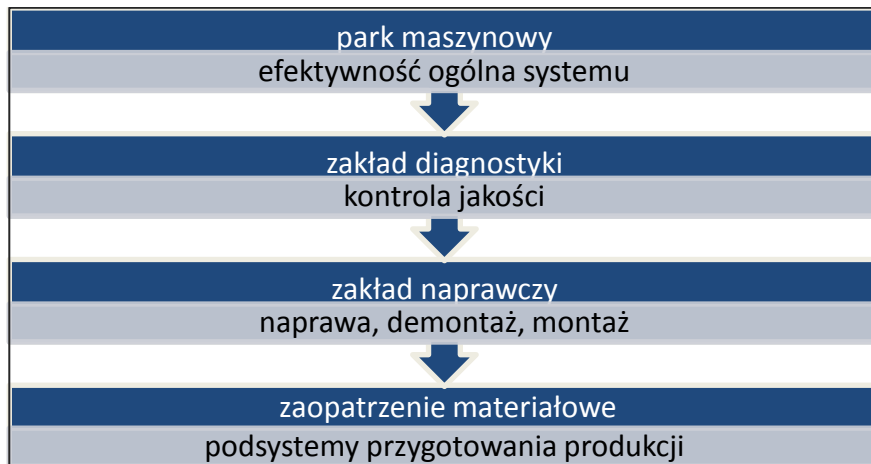 park maszynowy
efektywność ogólna systemu
zakład diagnostyki
kontrola jakości
zakład naprawczy
naprawa, demontaż, montaż
zaopatrzenie materiałowe
podsystemy przygotowania produkcji